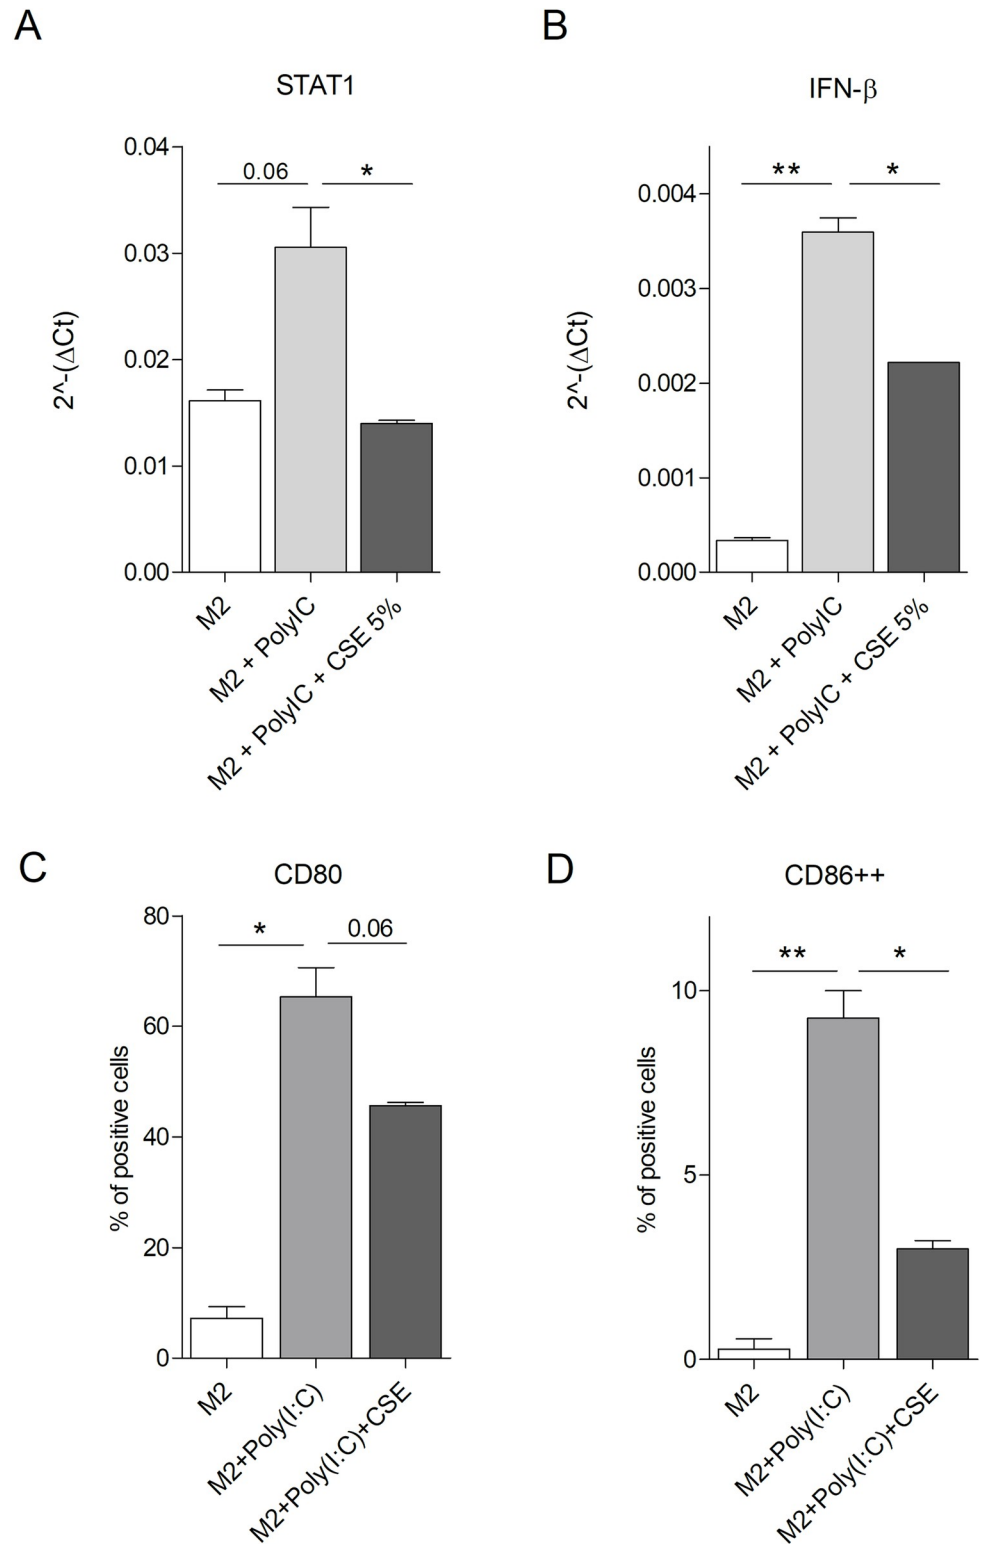 A
STAT1
0.04
0.03
0.02
0.01
0.00
2^-(ΔCt)
0.06
*
M2
M2 + PolyIC
M2 + PolyIC + CSE 5%
B
IFN-β
0.004
0.003
0.002
0.001
0.000
2^-(ΔCt)
**
*
M2
M2 + PolyIC
M2 + PolyIC + CSE 5%
C
CD80
80
60
40
20
0
% of positive cells
*
0.06
M2
M2+Poly(I:C)
M2+Poly(I:C)+CSE
D
CD86++
10
5
0
% of positive cells
**
*
M2
M2+Poly(I:C)
M2+Poly(I:C)+CSE